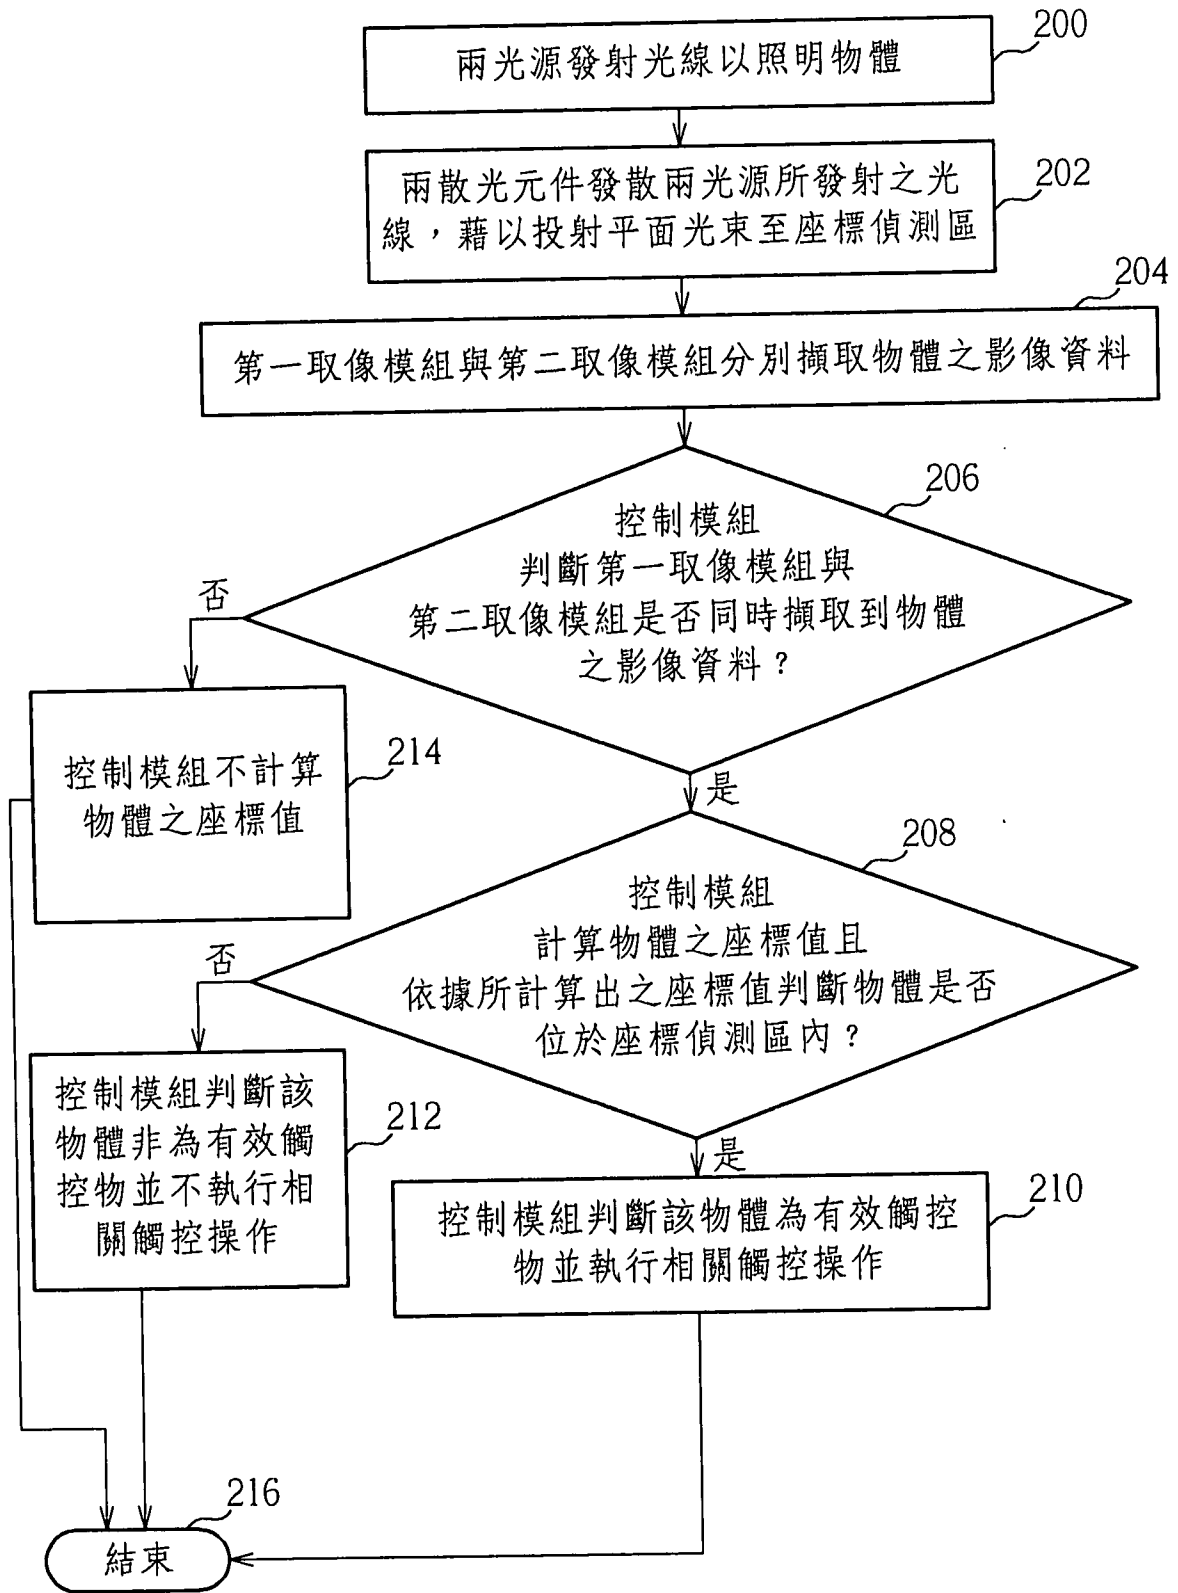 兩光源發射光線以照明物體
200
兩散光元件發散兩光源所發射之光
線，藉以投射平面光束至座標偵測區
202
204
第一取像模組與第二取像模組分別擷取物體之影像資料
206
控制模組
判斷第一取像模組與
第二取像模組是否同時擷取到物體
之影像資料？
否
是
控制模組不計算
物體之座標值
214
208
控制模組
計算物體之座標值且
依據所計算出之座標值判斷物體是否
位於座標偵測區內？
否
是
控制模組判斷該
物體非為有效觸
控物並不執行相
關觸控操作
212
控制模組判斷該物體為有效觸控
物並執行相關觸控操作
210
216
結束